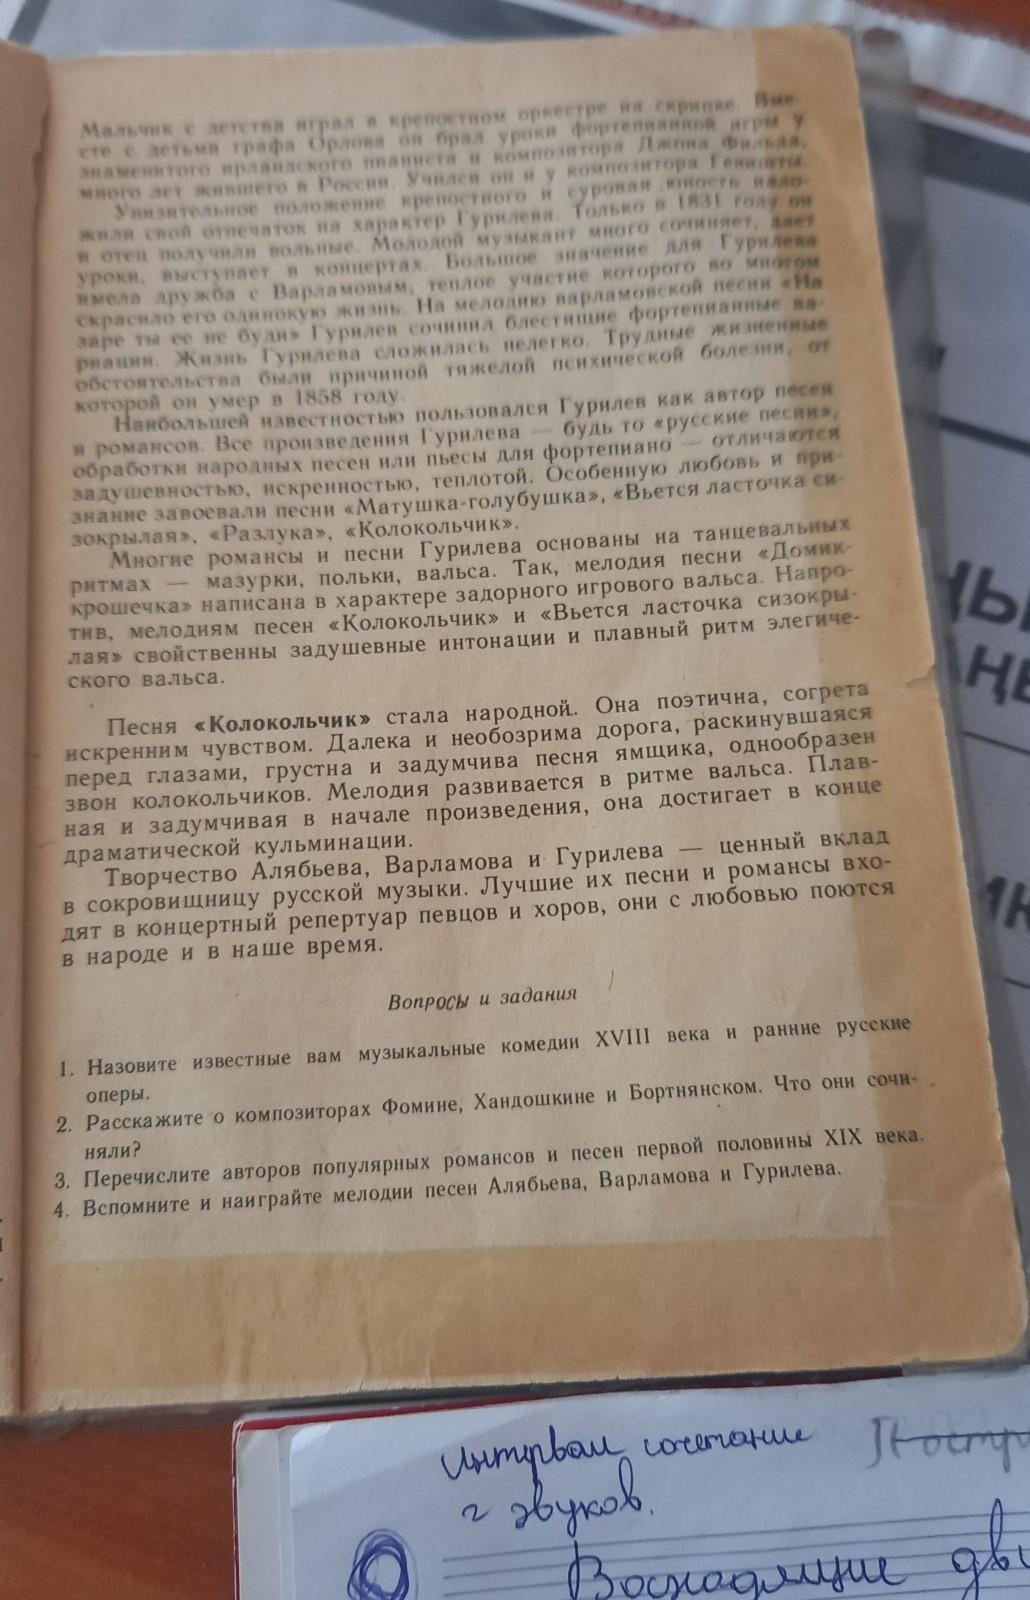 Мальчик с детства играл в крепостном оркестре на скрипке. Вме-
сте с детьми графа Орлова он брал уроки фортепианной игры у
знаменитого ирландского пианиста и композитора Джона Фильда,
много лет жившего в России. Учился он и у композитора Геништы.
Унизительное положение крепостного и суровая юность нало-
жили свой отпечаток на характер Гурилева. Только в 1831 году он
и отец получили вольные. Молодой музыкант много сочиняет, дает
уроки, выступает в концертах. Большое значение для Гурилева
имела дружба с Варламовым, теплое участие которого во многом
скрасило его одинокую жизнь. На мелодию варламовской песни «На
заре ты ее не буди» Гурилев сочинил блестящие фортепианные ва-
риации. Жизнь Гурилева сложилась нелегко. Трудные жизненные
обстоятельства были причиной тяжелой психической болезни, от
которой он умер в 1858 году.
Наибольшей известностью пользовался Гурилев как автор песен
и романсов. Все произведения Гурилева — будь то «русские песни»,
обработки народных песен или пьесы для фортепиано — отличаются
задушевностью, искренностью, теплотой. Особенную любовь и при-
знание завоевали песни «Матушка-голубушка», «Вьется ласточка си-
зокрылая», «Разлука», «Колокольчик».
Многие романсы и песни Гурилева основаны на танцевальных
ритмах — мазурки, польки, вальса. Так, мелодия песни «Домик-
крошечка» написана в характере задорного игрового вальса. Напро-
тив, мелодиям песен «Колокольчик» и «Вьется ласточка сизокры-
лая» свойственны задушевные интонации и плавный ритм элегиче-
ского вальса.
Песня «Колокольчик» стала народной. Она поэтична, согрета
искренним чувством. Далека и необозрима дорога, раскинувшаяся
перед глазами, грустна и задумчива песня ямщика, однообразен
звон колокольчиков. Мелодия развивается в ритме вальса. Плав-
ная и задумчивая в начале произведения, она достигает в конце
драматической кульминации.
Творчество Алябьева, Варламова и Гурилева — ценный вклад
в сокровищницу русской музыки. Лучшие их песни и романсы вхо-
дят в концертный репертуар певцов и хоров, они с любовью поются
в народе и в наше время.
Вопросы и задания
1. Назовите известные вам музыкальные комедии XVIII века и ранние русские
оперы.
2. Расскажите о композиторах Фомине, Хандошкине и Бортнянском. Что они сочи-
няли?
3. Перечислите авторов популярных романсов и песен первой половины XIX века.
4. Вспомните и наиграйте мелодии песен Алябьева, Варламова и Гурилева.
Интервал сочетание
2 звуков.
Восходящие дви